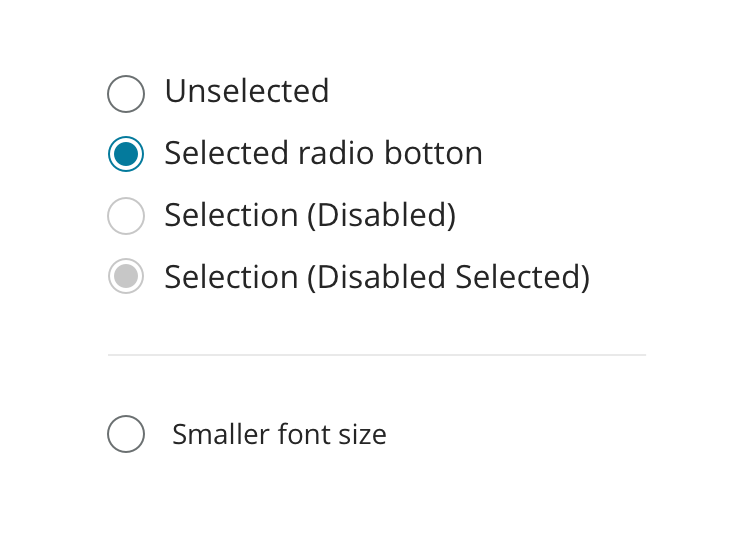 Unselected
Selected radio botton
Selection (Disabled)
Selection (Disabled Selected)
Smaller font size